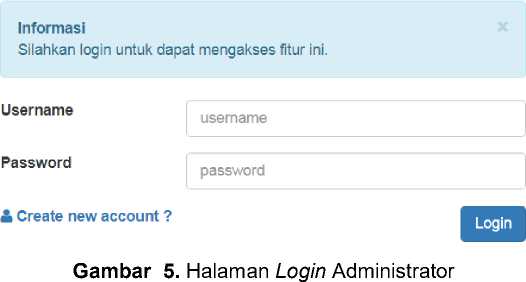 Informasi ×
Silahkan login untuk dapat mengakses fitur ini.
Username username
Password password
Create new account ? Login
Gambar 5. Halaman Login Administrator